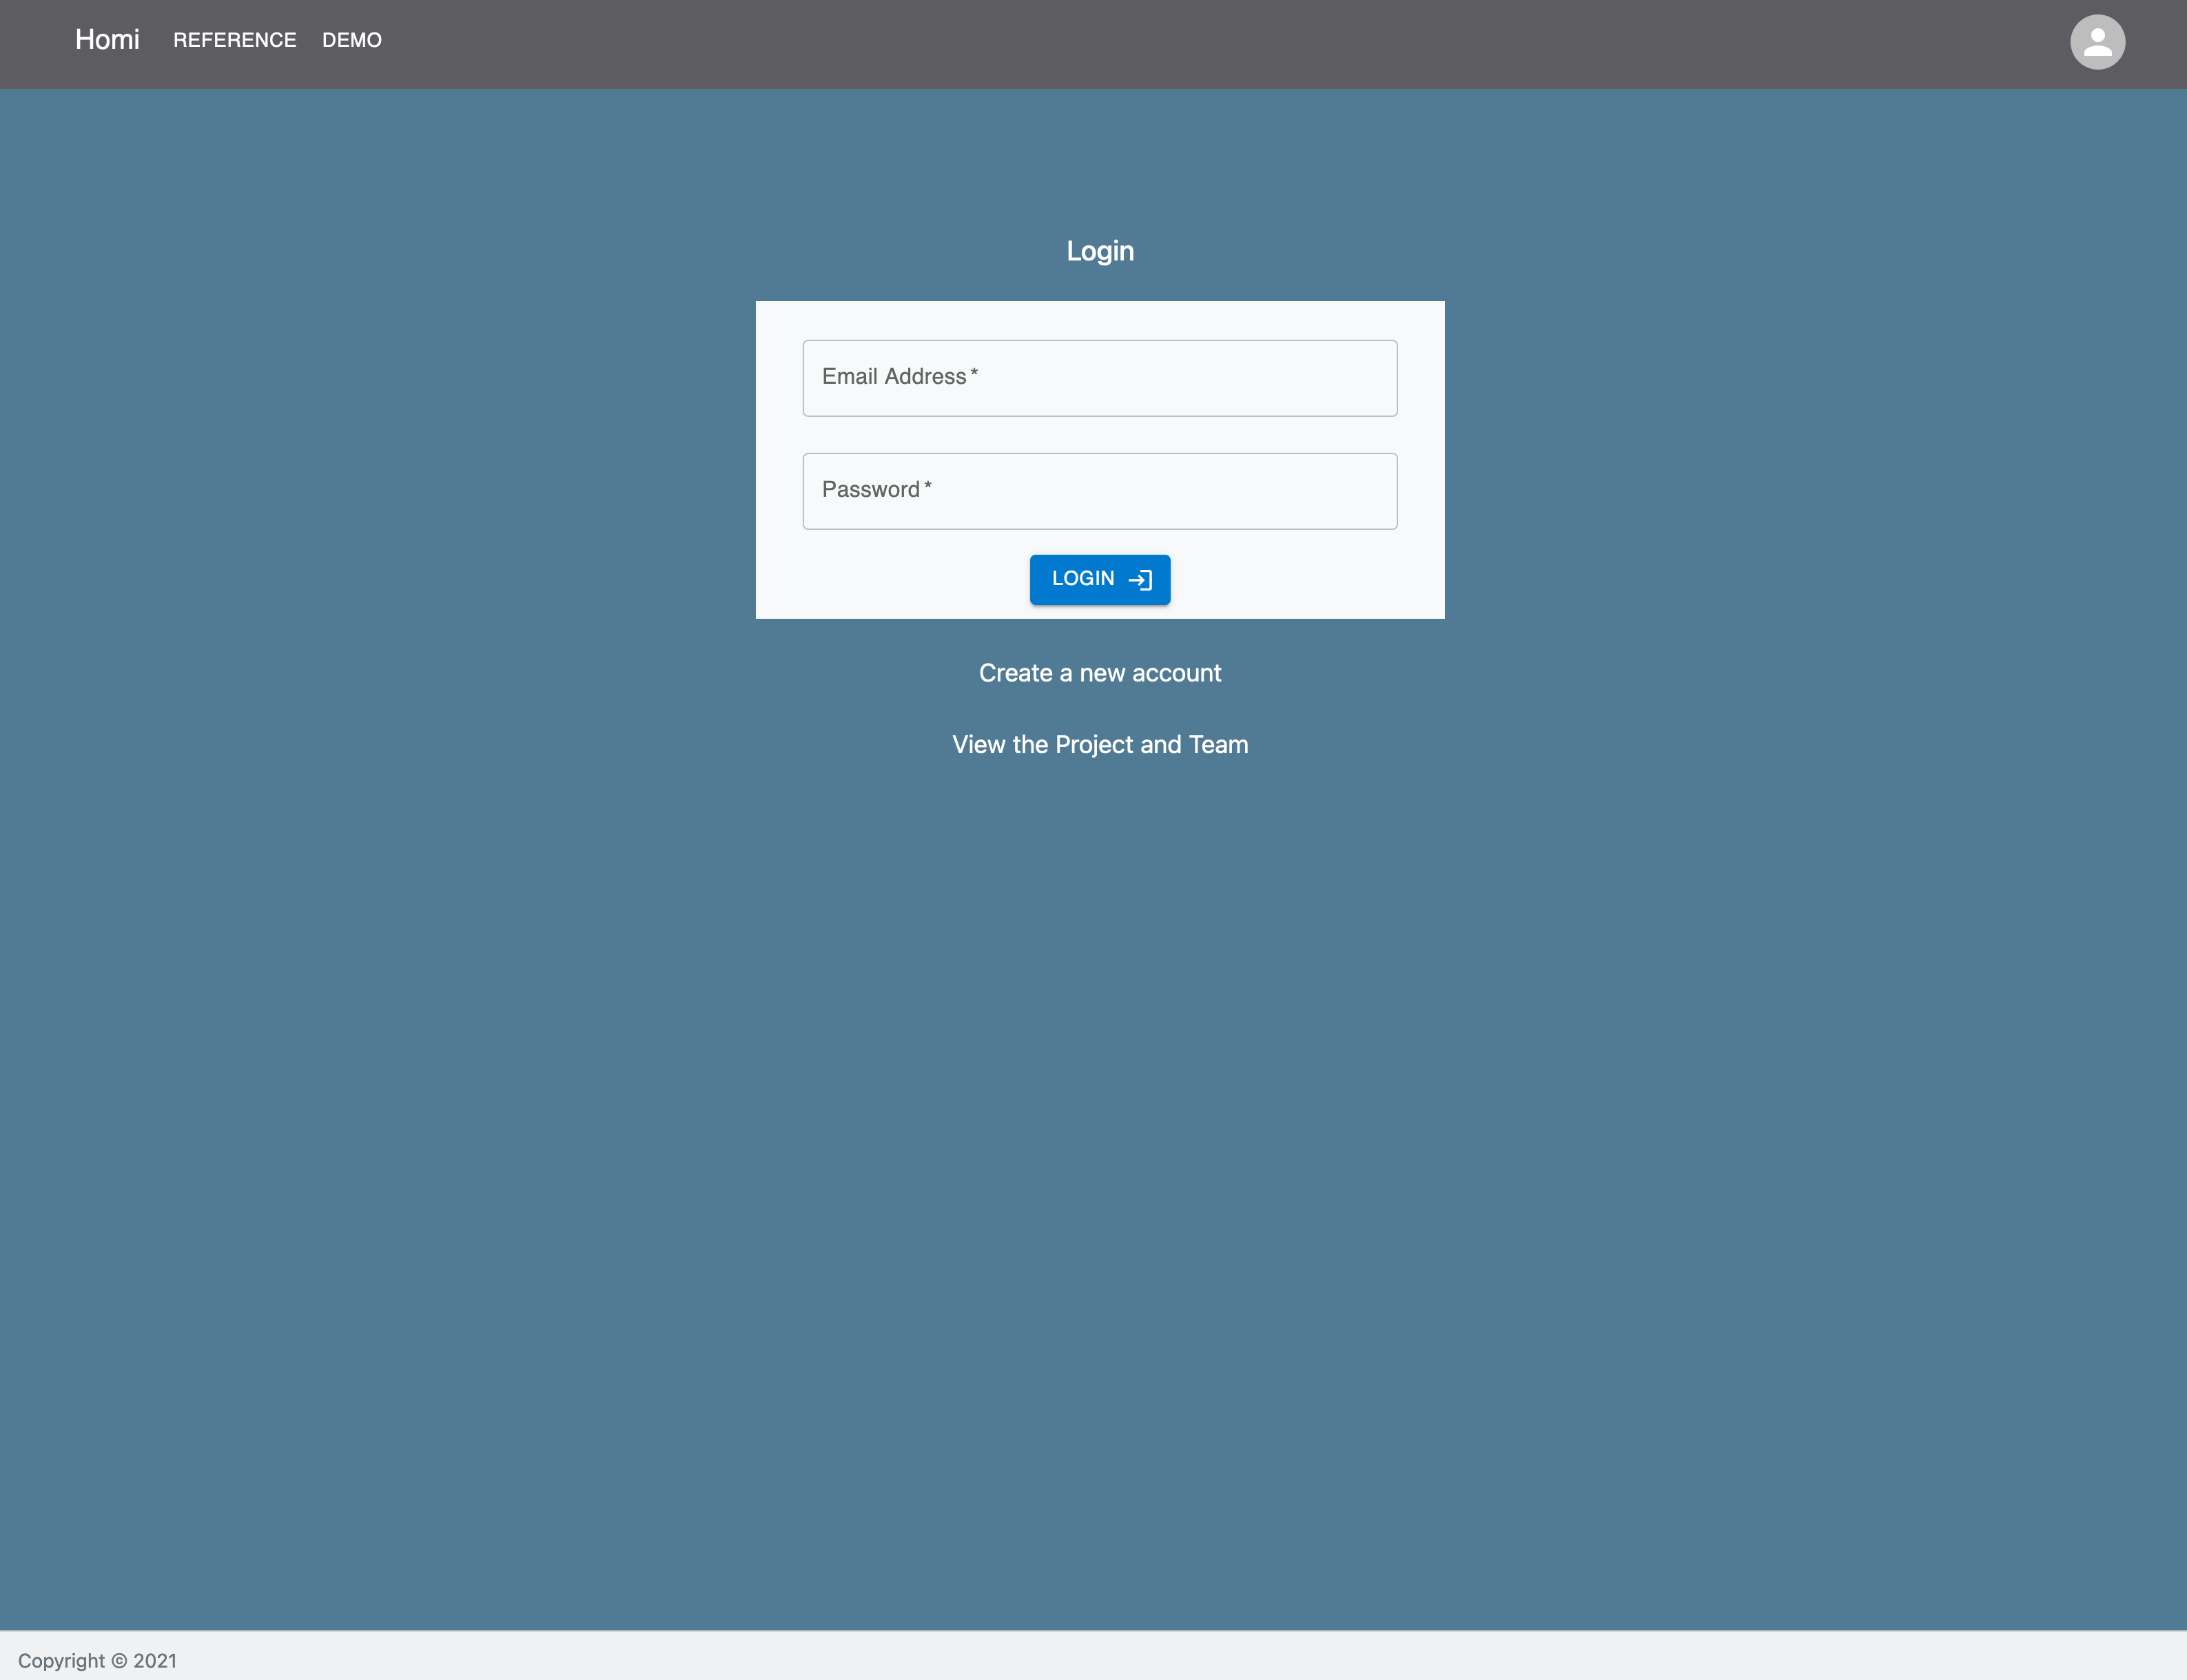 Homi REFERENCE DEMO
Login
Email Address *
Password *
LOGIN
Create a new account
View the Project and Team
Copyright © 2021